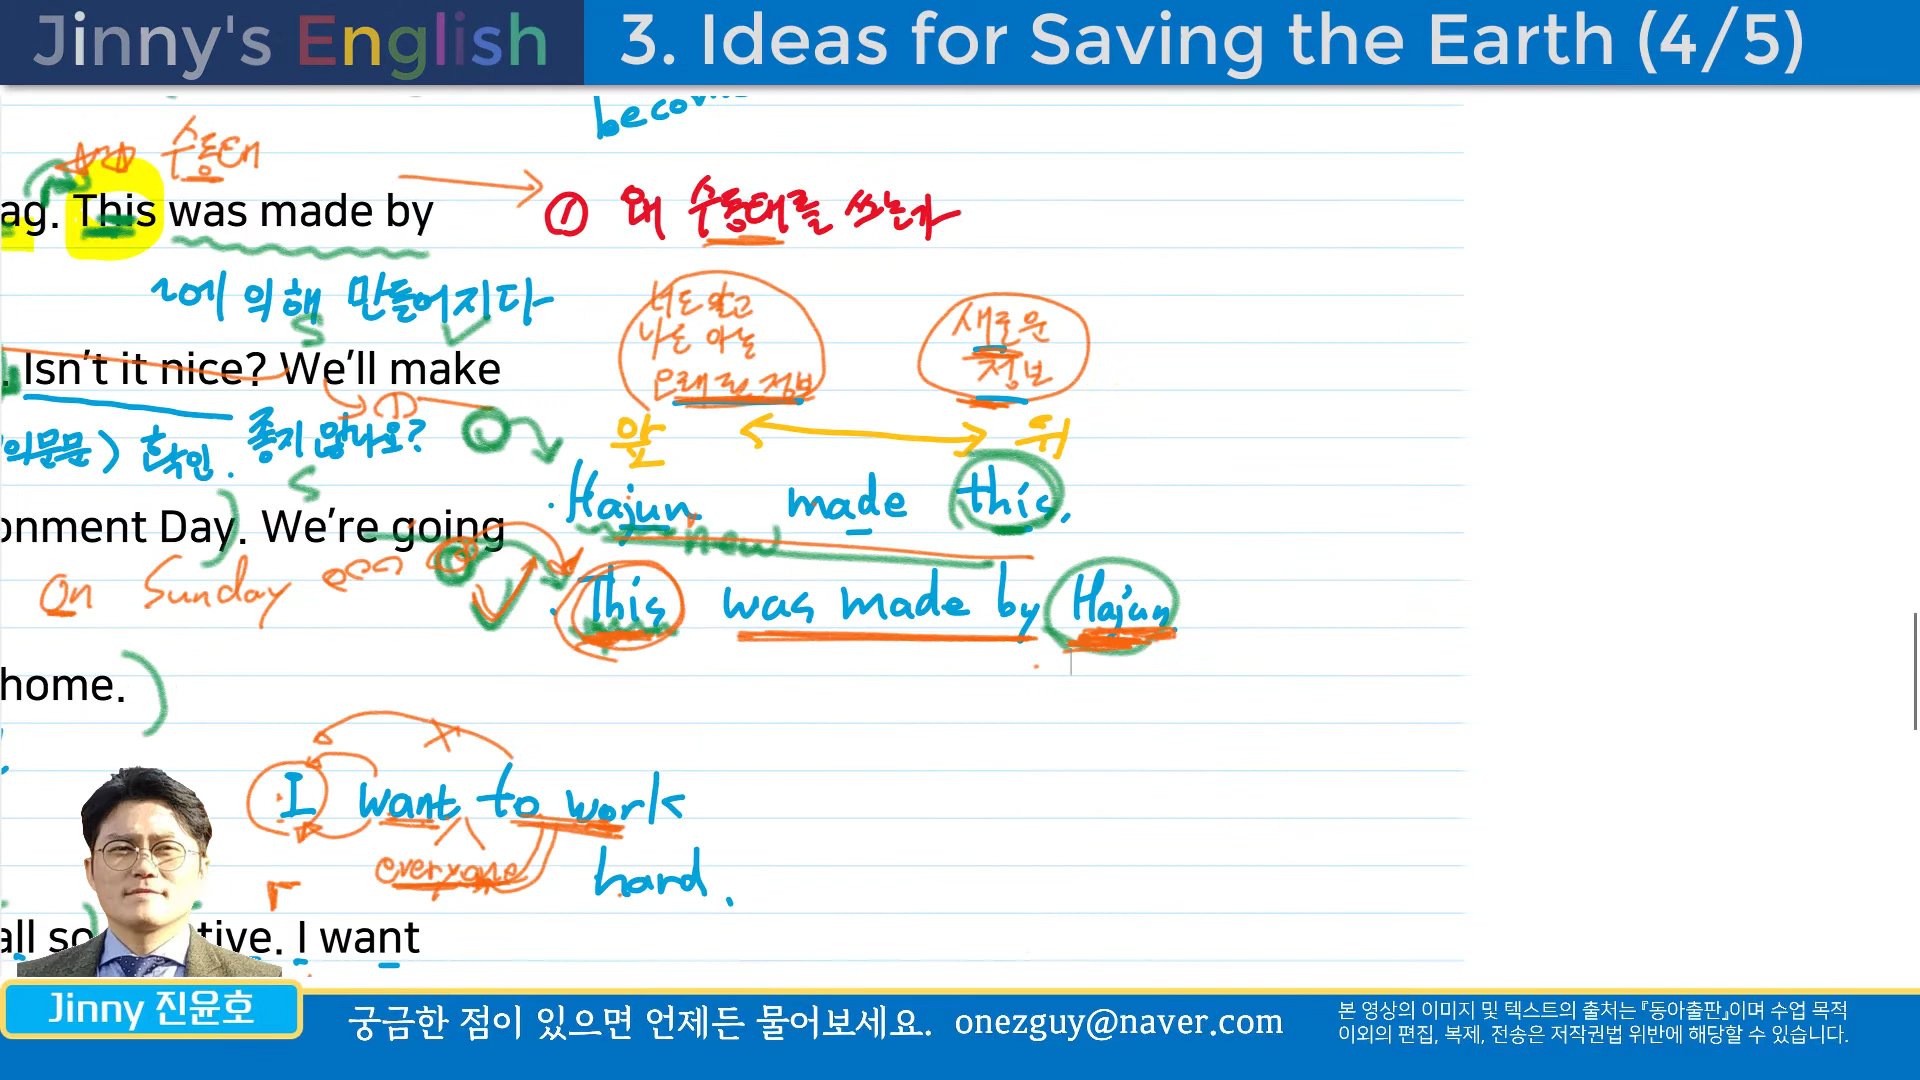 Jinny's English
3. Ideas for Saving the Earth (4/5)
수동태
ag. This was made by
① 왜 수동태를 쓰는가
~에 의해 만들어지다
너도 알고
나도 아는
오래된 정보
새로운
정보
S V
. Isn't it nice? We'll make
의문문> 확인.
좋지 않나요?
앞
뒤
S
Hajun made this.
new
onment Day. We're going
On Sunday
This was made by Hajun
home.
I want to work
everyone
hard.
all so
tive. I want
Jinny 진윤호
궁금한 점이 있으면 언제든 물어보세요. onezguy@naver.com
본 영상의 이미지 및 텍스트의 출처는 『동아출판』이며 수업 목적
이외의 편집, 복제, 전송은 저작권법 위반에 해당할 수 있습니다.